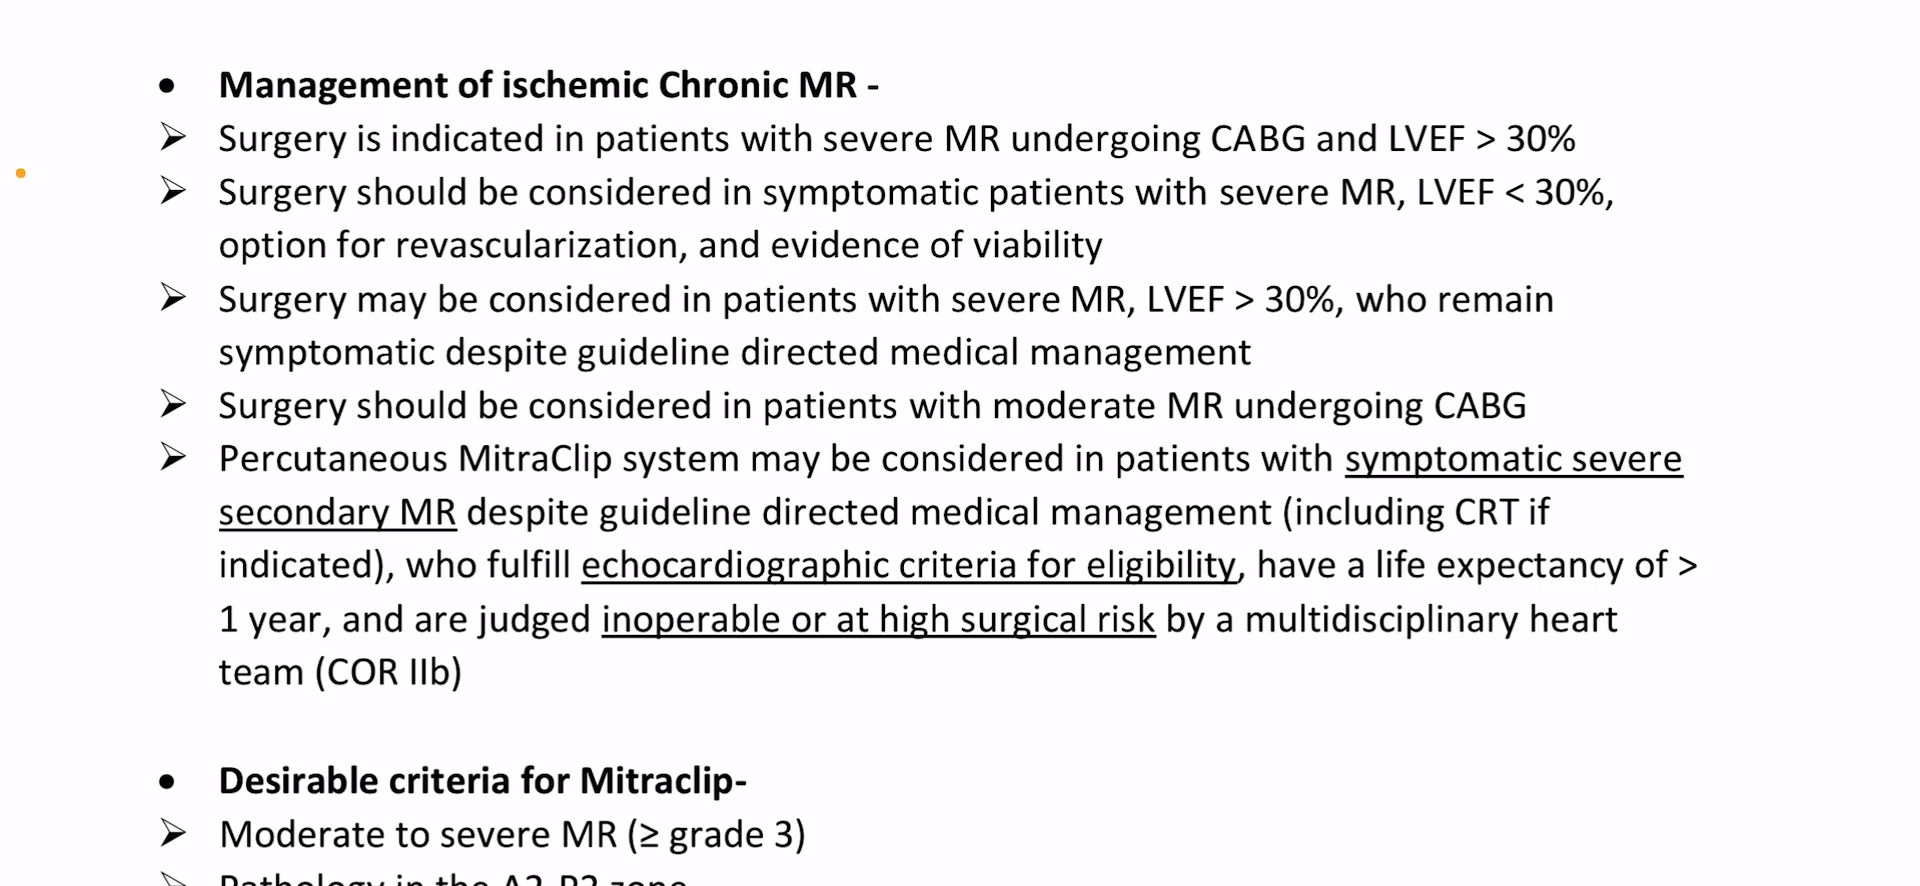 • Management of ischemic Chronic MR -
➢ Surgery is indicated in patients with severe MR undergoing CABG and LVEF > 30%
➢ Surgery should be considered in symptomatic patients with severe MR, LVEF < 30%,
option for revascularization, and evidence of viability
➢ Surgery may be considered in patients with severe MR, LVEF > 30%, who remain
symptomatic despite guideline directed medical management
➢ Surgery should be considered in patients with moderate MR undergoing CABG
➢ Percutaneous MitraClip system may be considered in patients with symptomatic severe
secondary MR despite guideline directed medical management (including CRT if
indicated), who fulfill echocardiographic criteria for eligibility, have a life expectancy of >
1 year, and are judged inoperable or at high surgical risk by a multidisciplinary heart
team (COR IIb)
• Desirable criteria for Mitraclip-
➢ Moderate to severe MR (≥ grade 3)
➢ Pathology in the A2-P2 zone